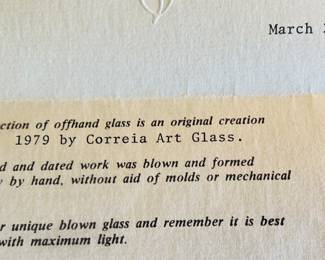 March
ction of offhand glass is an original creation
1979 by Correia Art Glass.
d and dated work was blown and formed
by hand, without aid of molds or mechanical
r unique blown glass and remember it is best
with maximum light.